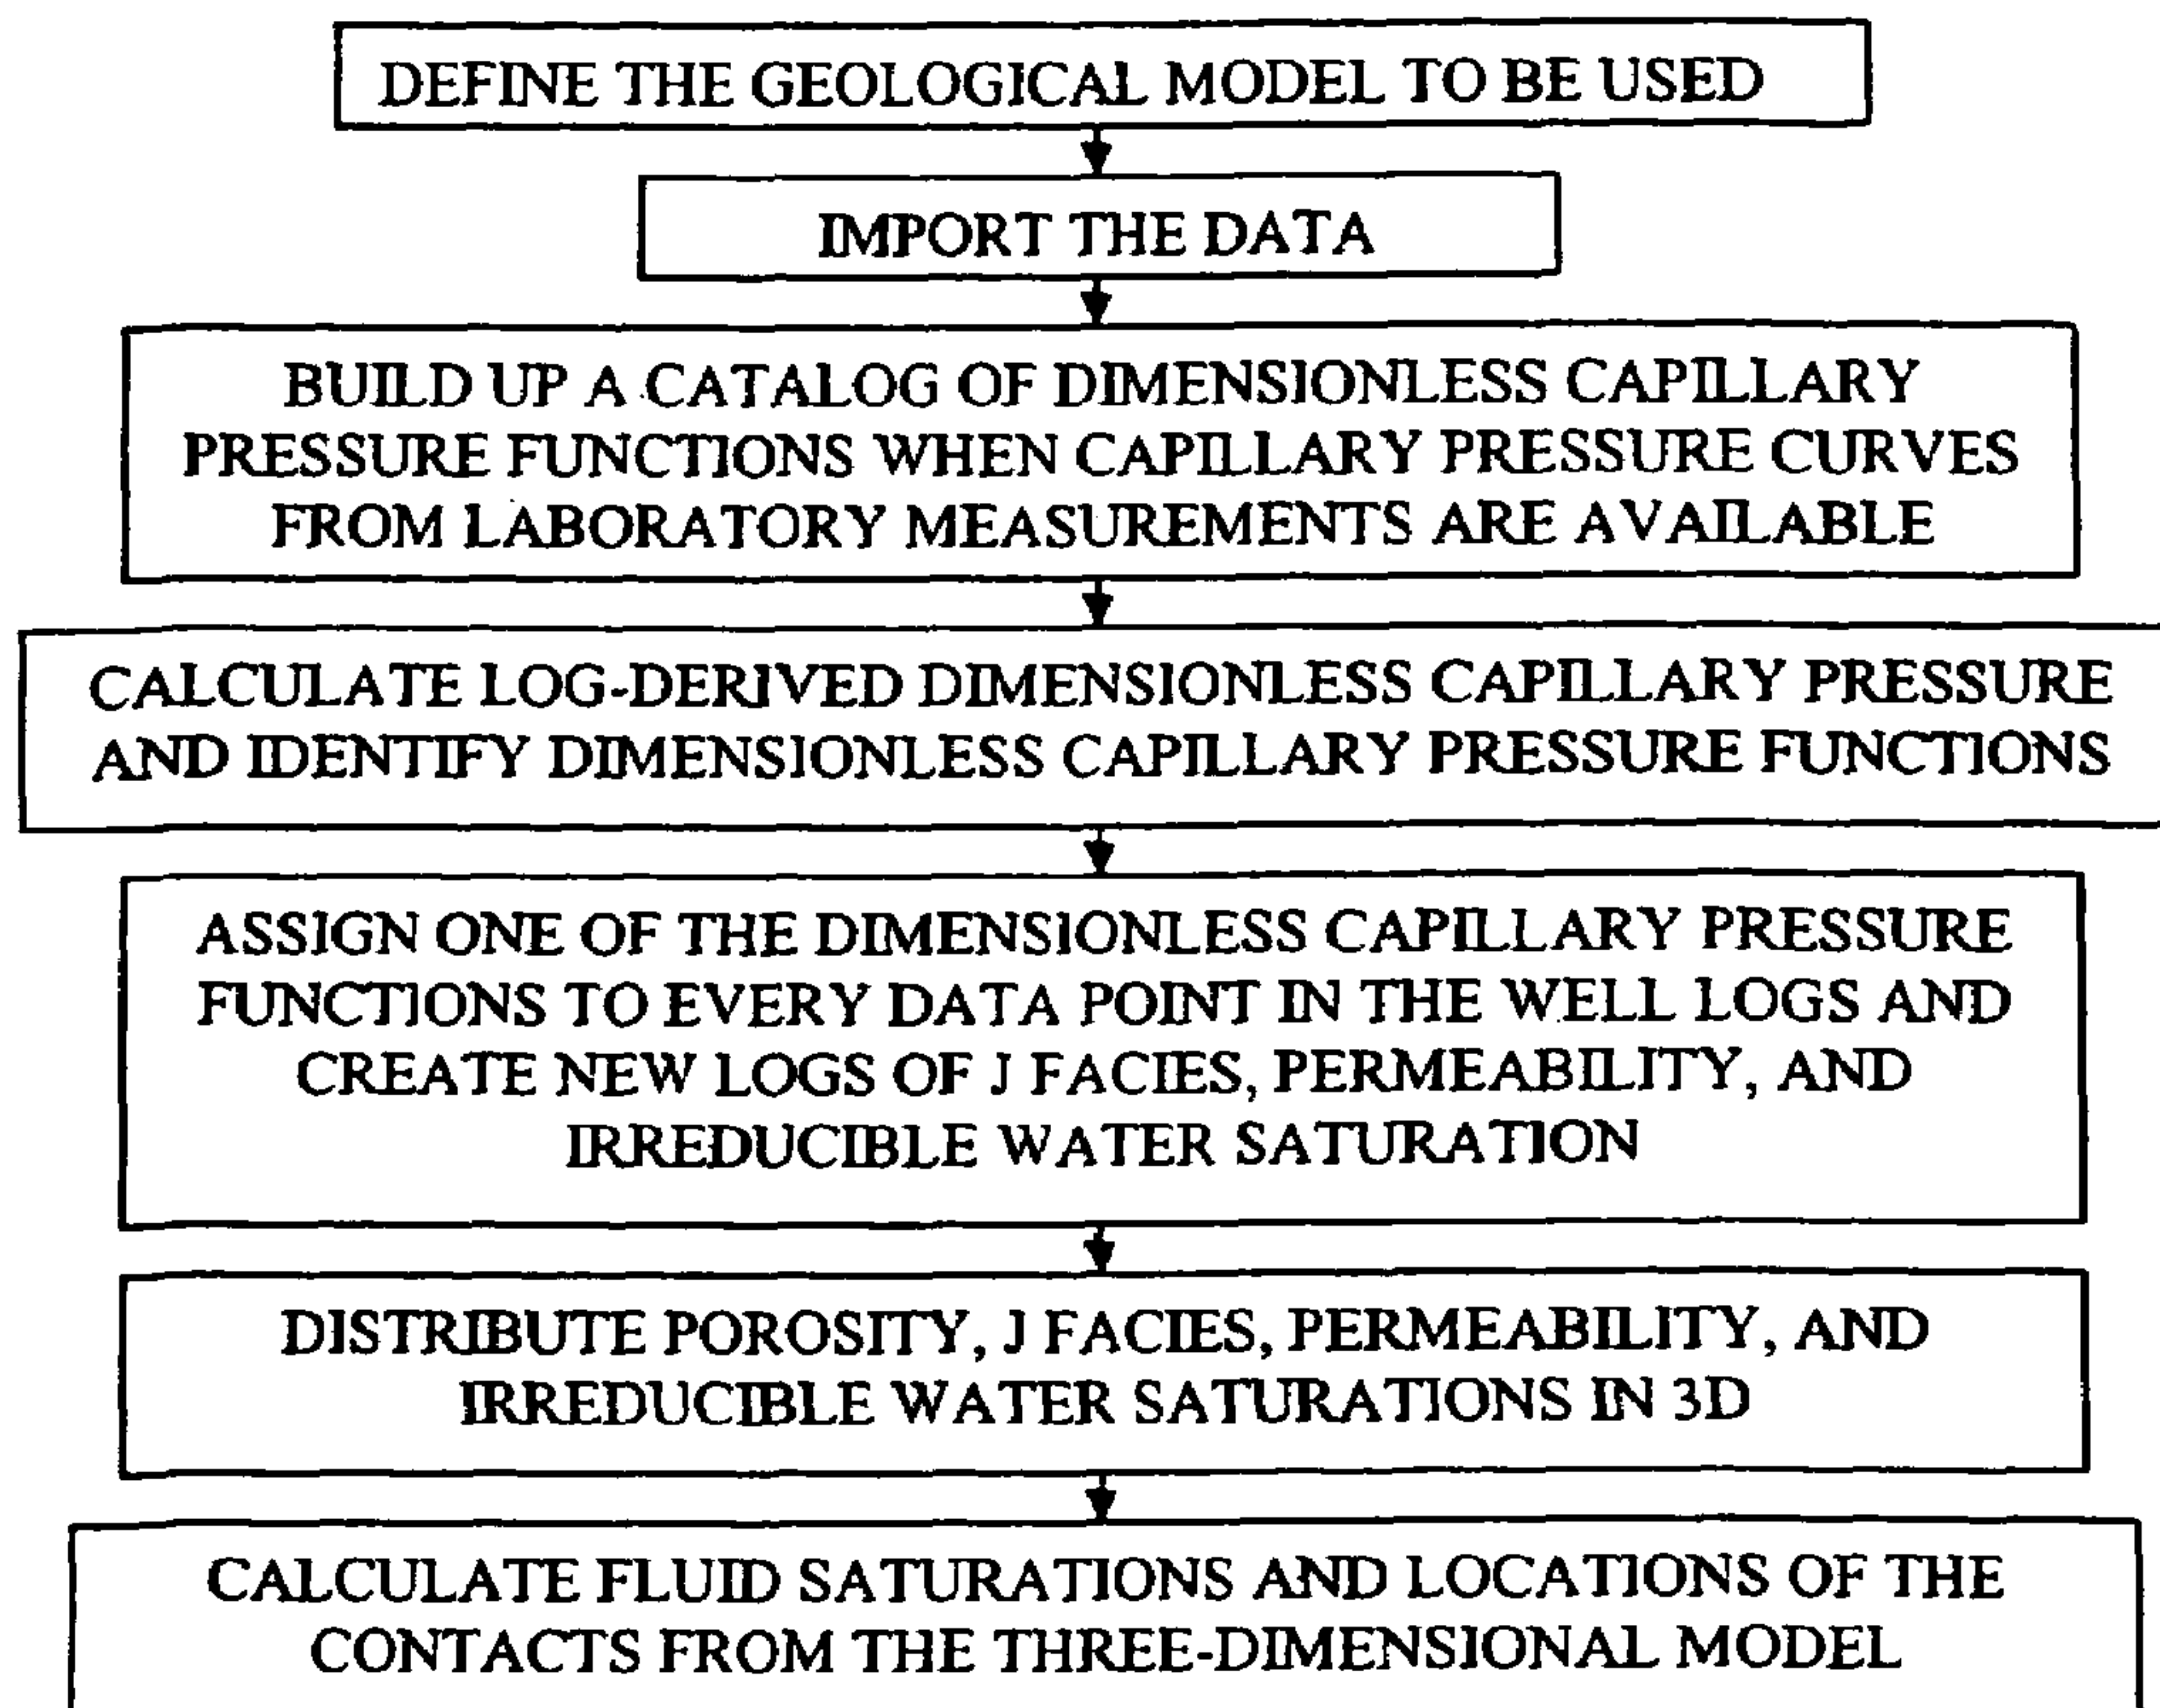 DEFINE THE GEOLOGICAL MODEL TO BE USED
IMPORT THE DATA
BUILD UP A CATALOG OF DIMENSIONLESS CAPILLARY
PRESSURE FUNCTIONS WHEN CAPILLARY PRESSURE CURVES
FROM LABORATORY MEASUREMENTS ARE AVAILABLE
CALCULATE LOG-DERIVED DIMENSIONLESS CAPILLARY PRESSURE
AND IDENTIFY DIMENSIONLESS CAPILLARY PRESSURE FUNCTIONS
ASSIGN ONE OF THE DIMENSIONLESS CAPILLARY PRESSURE
FUNCTIONS TO EVERY DATA POINT IN THE WELL LOGS AND
CREATE NEW LOGS OF J FACIES, PERMEABILITY, AND
IRREDUCIBLE WATER SATURATION
DISTRIBUTE POROSITY, J FACIES, PERMEABILITY, AND
IRREDUCIBLE WATER SATURATIONS IN 3D
CALCULATE FLUID SATURATIONS AND LOCATIONS OF THE
CONTACTS FROM THE THREE-DIMENSIONAL MODEL